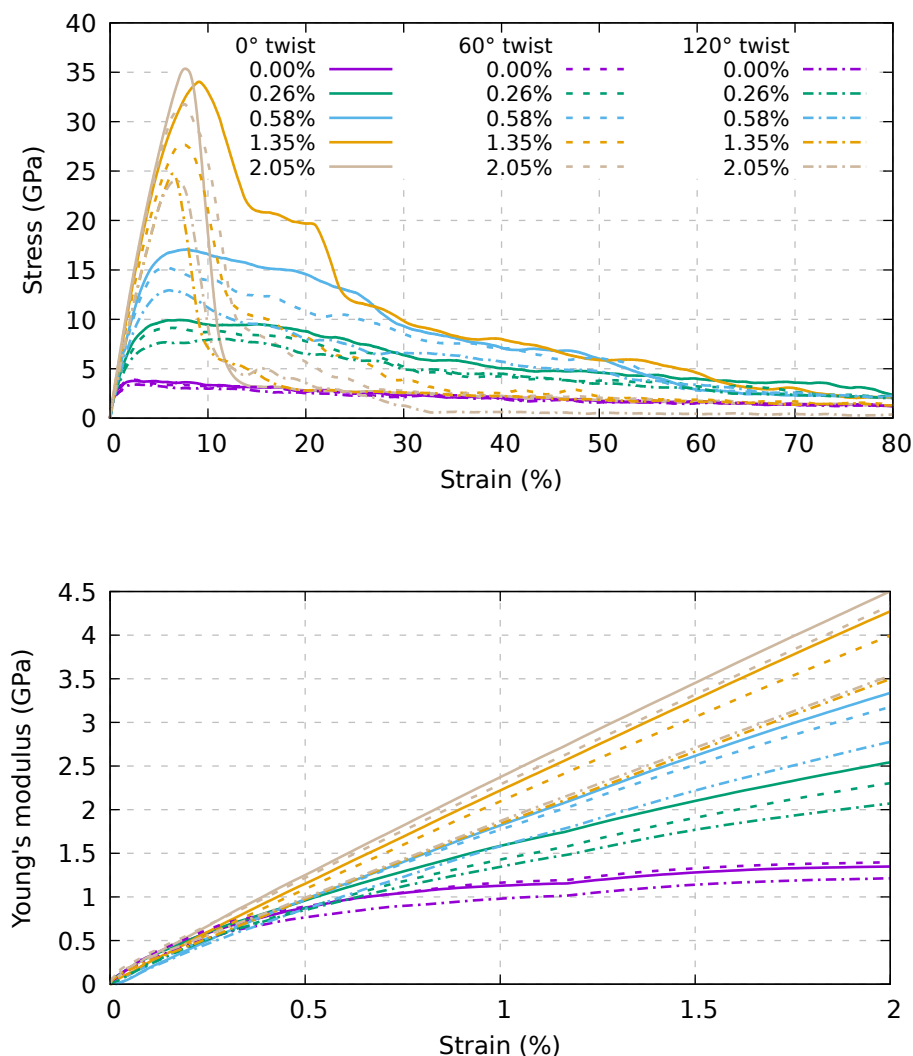 40
35
30
25
20
15
10
5
0
Stress (GPa)
0° twist 60° twist 120° twist
0.00% 0.00% 0.00%
0.26% 0.26% 0.26%
0.58% 0.58% 0.58%
1.35% 1.35% 1.35%
2.05% 2.05% 2.05%
0 10 20 30 40 50 60 70 80
Strain (%)
4.5
4
3.5
3
2.5
2
1.5
1
0.5
0
Young's modulus (GPa)
0 0.5 1 1.5 2
Strain (%)